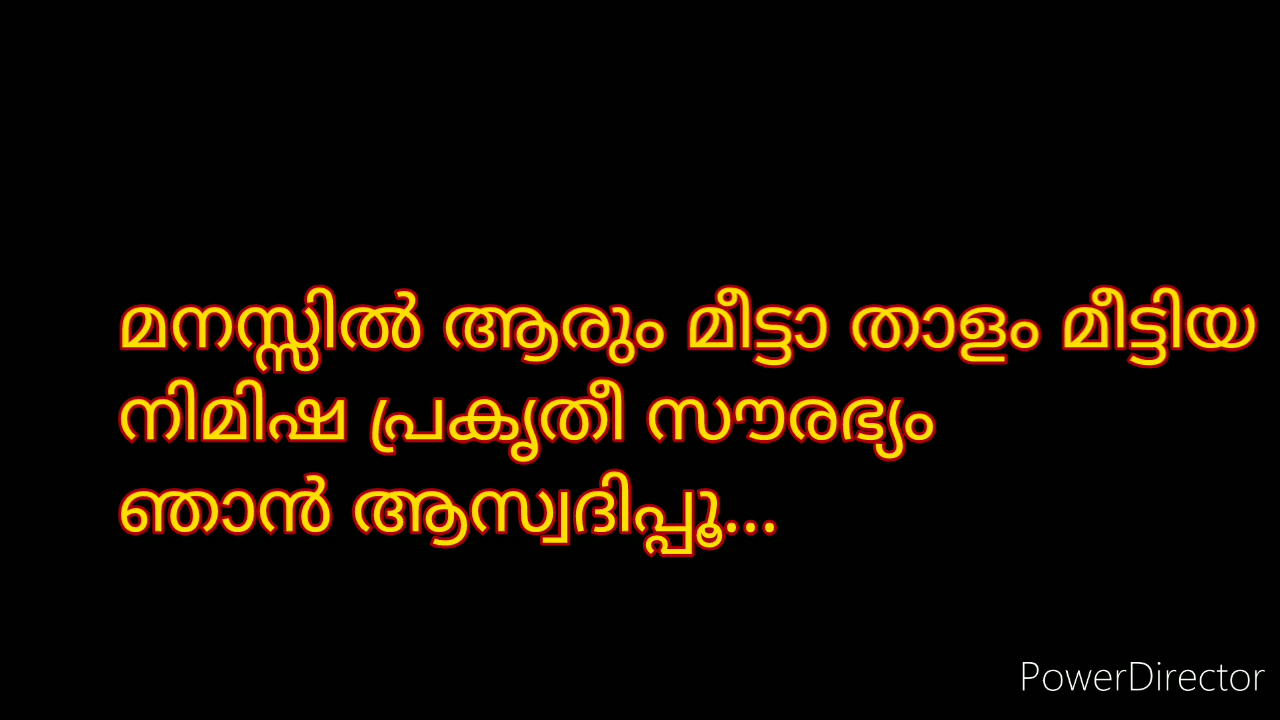 മനസ്സിൽ ആരും മീട്ടാ താളം മീട്ടിയ
നിമിഷ പ്രകൃതീ സൗരഭ്യം
ഞാൻ ആസ്വദിപ്പൂ...
PowerDirector